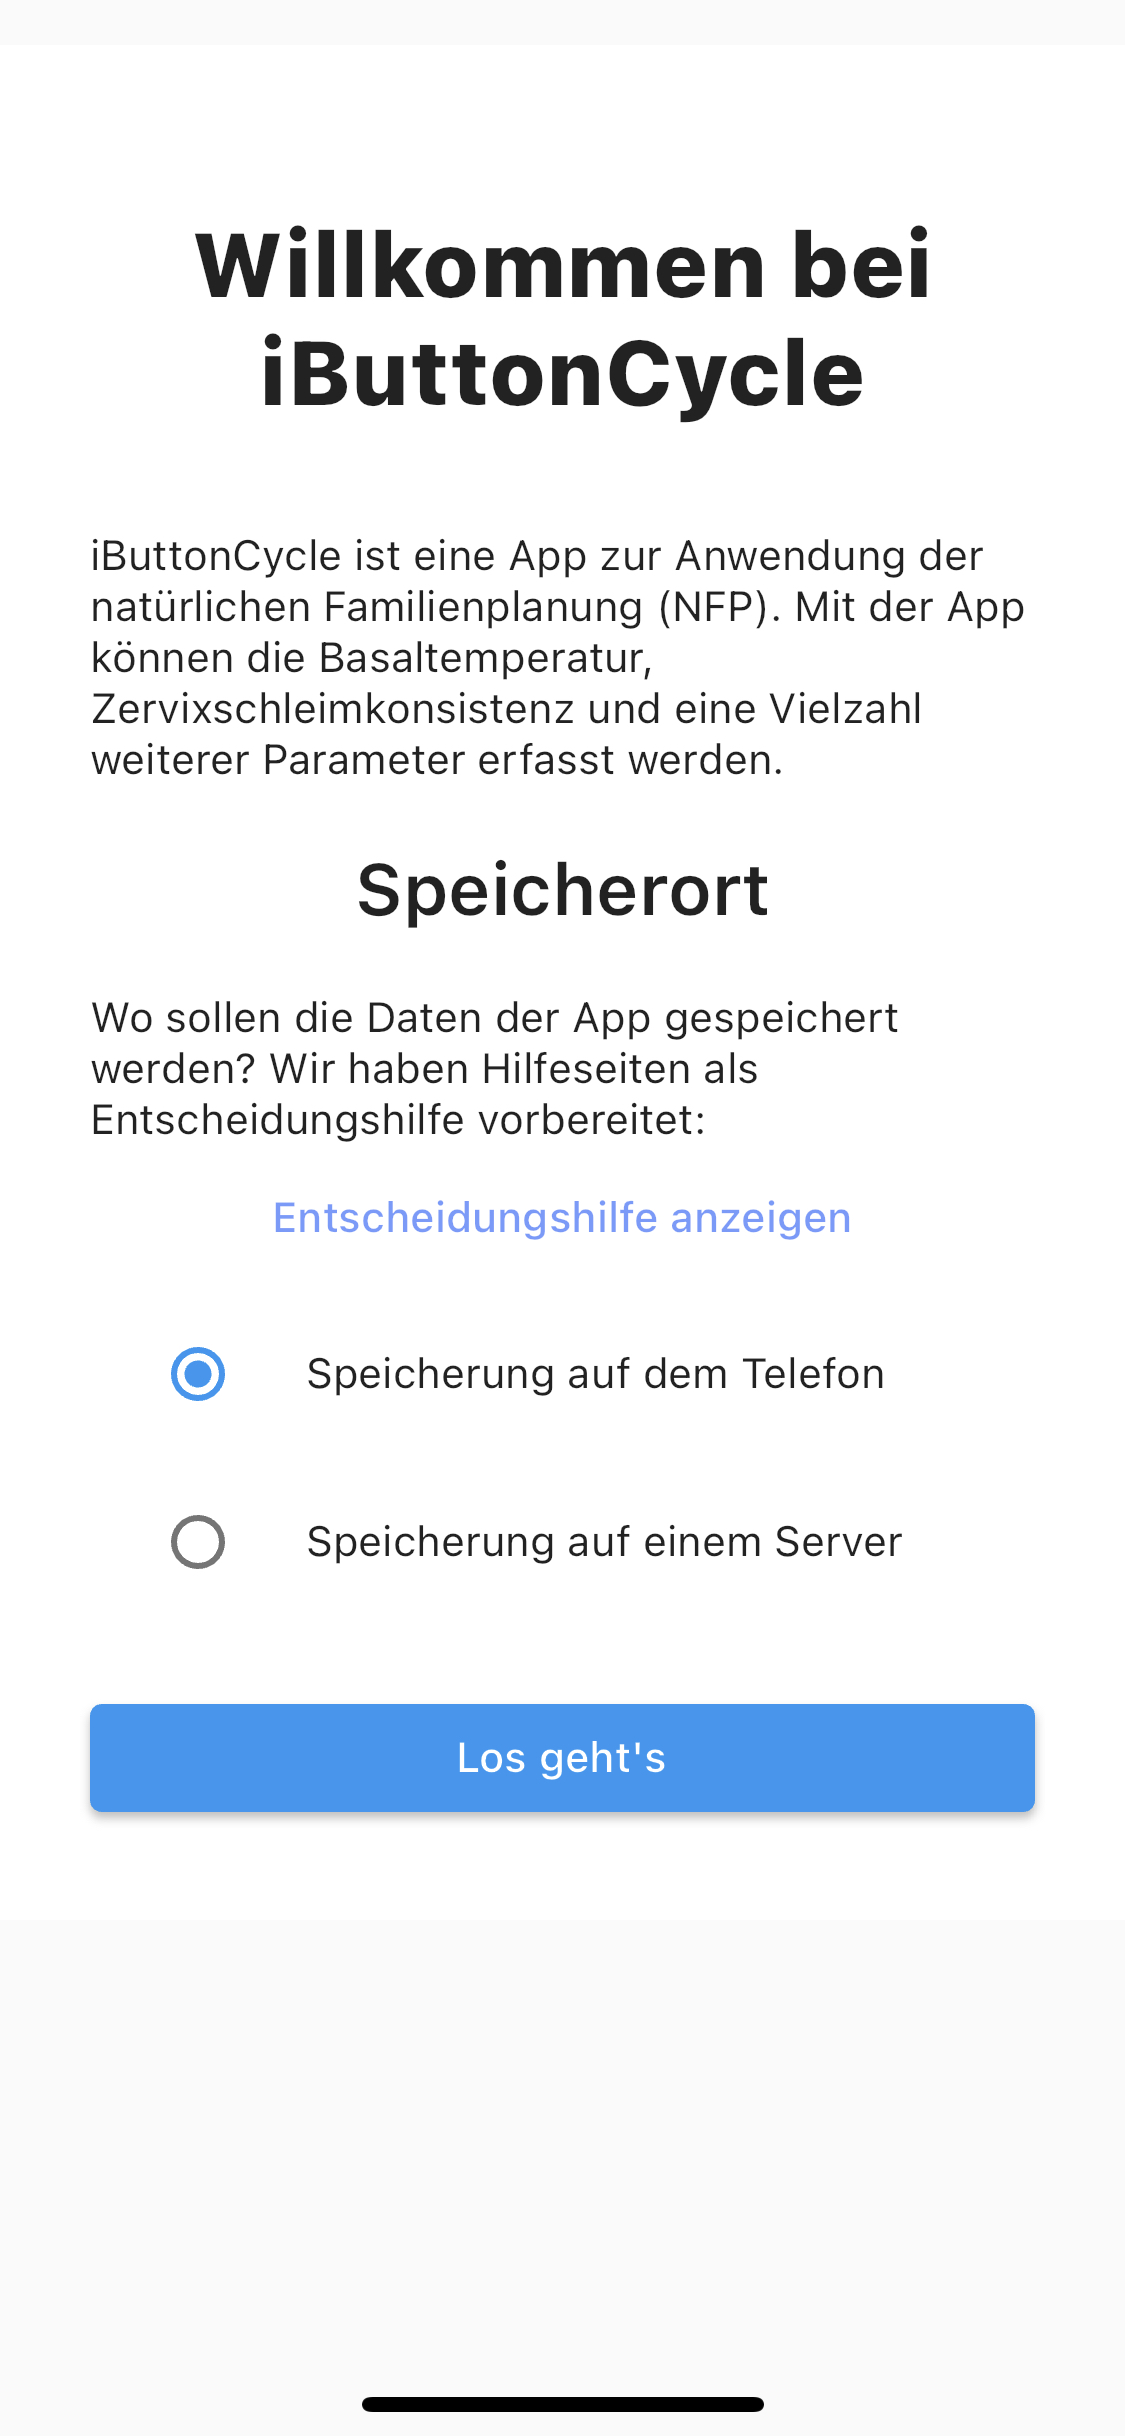 Willkommen bei
iButtonCycle
iButtonCycle ist eine App zur Anwendung der
natürlichen Familienplanung (NFP). Mit der App
können die Basaltemperatur,
Zervixschleimkonsistenz und eine Vielzahl
weiterer Parameter erfasst werden.
Speicherort
Wo sollen die Daten der App gespeichert
werden? Wir haben Hilfeseiten als
Entscheidungshilfe vorbereitet:
Entscheidungshilfe anzeigen
Speicherung auf dem Telefon
Speicherung auf einem Server
Los geht's